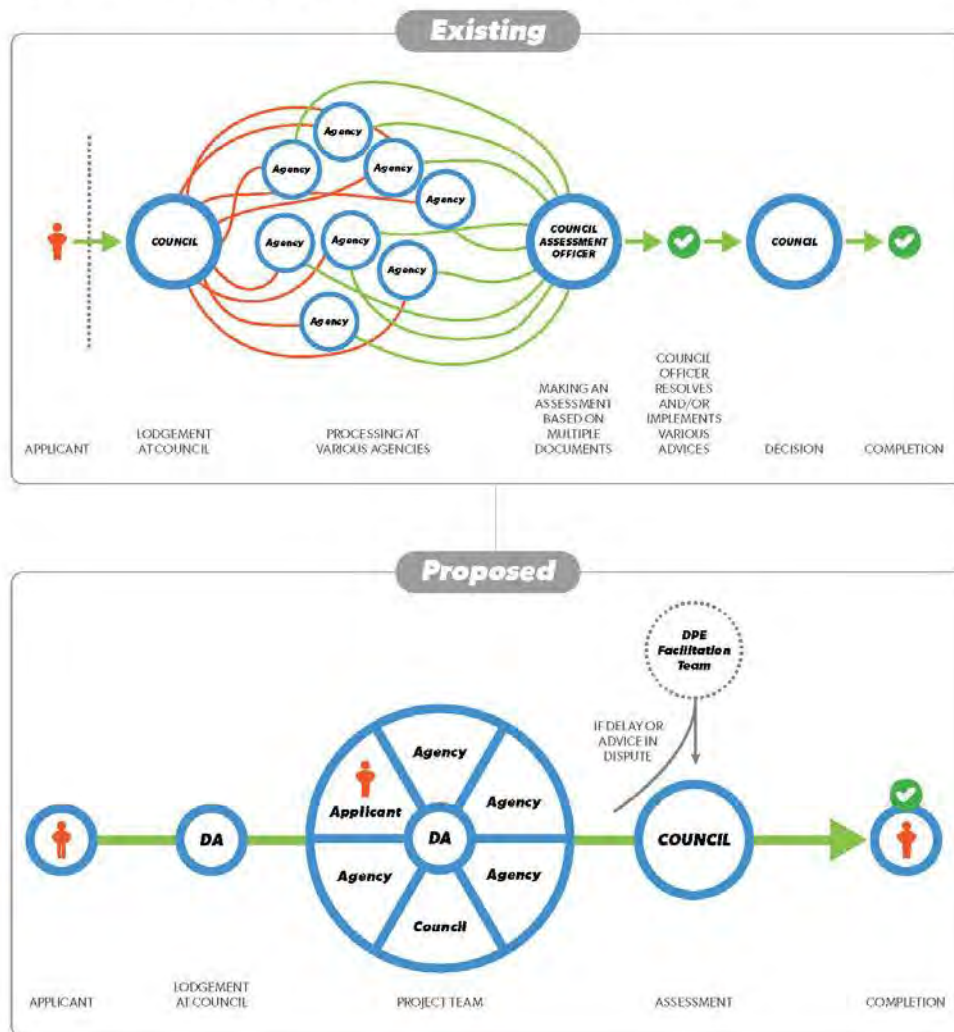 Existing
Agency
Agency
Agency
Agency
COUNCIL
Agency
Agency
Agency
Agency
COUNCIL
ASSESSMENT
OFFICER
COUNCIL
APPLICANT
LODGEMENT
AT COUNCIL
PROCESSING AT
VARIOUS AGENCIES
MAKING AN
ASSESSMENT
BASED ON
MULTIPLE
DOCUMENTS
COUNCIL
OFFICER
RESOLVES
AND/OR
IMPLEMENTS
VARIOUS
ADVICES
DECISION
COMPLETION
Proposed
DPE
Facilitation
Team
IF DELAY OR
ADVICE IN
DISPUTE
DA
Applicant
Agency
Agency
DA
Agency
Agency
Council
COUNCIL
APPLICANT
LODGEMENT
AT COUNCIL
PROJECT TEAM
ASSESSMENT
COMPLETION